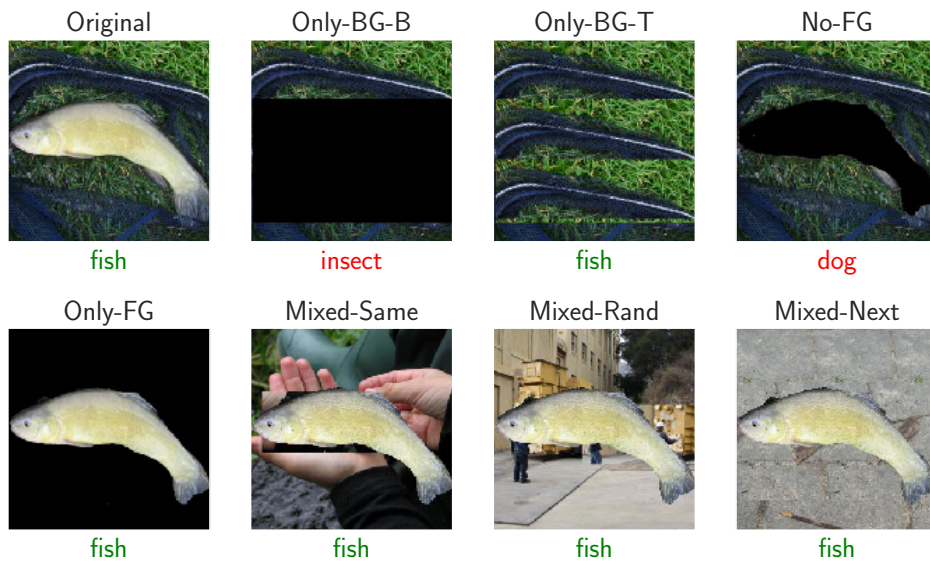 Original
Only-BG-B
Only-BG-T
No-FG
fish
insect
fish
dog
Only-FG
Mixed-Same
Mixed-Rand
Mixed-Next
fish
fish
fish
fish